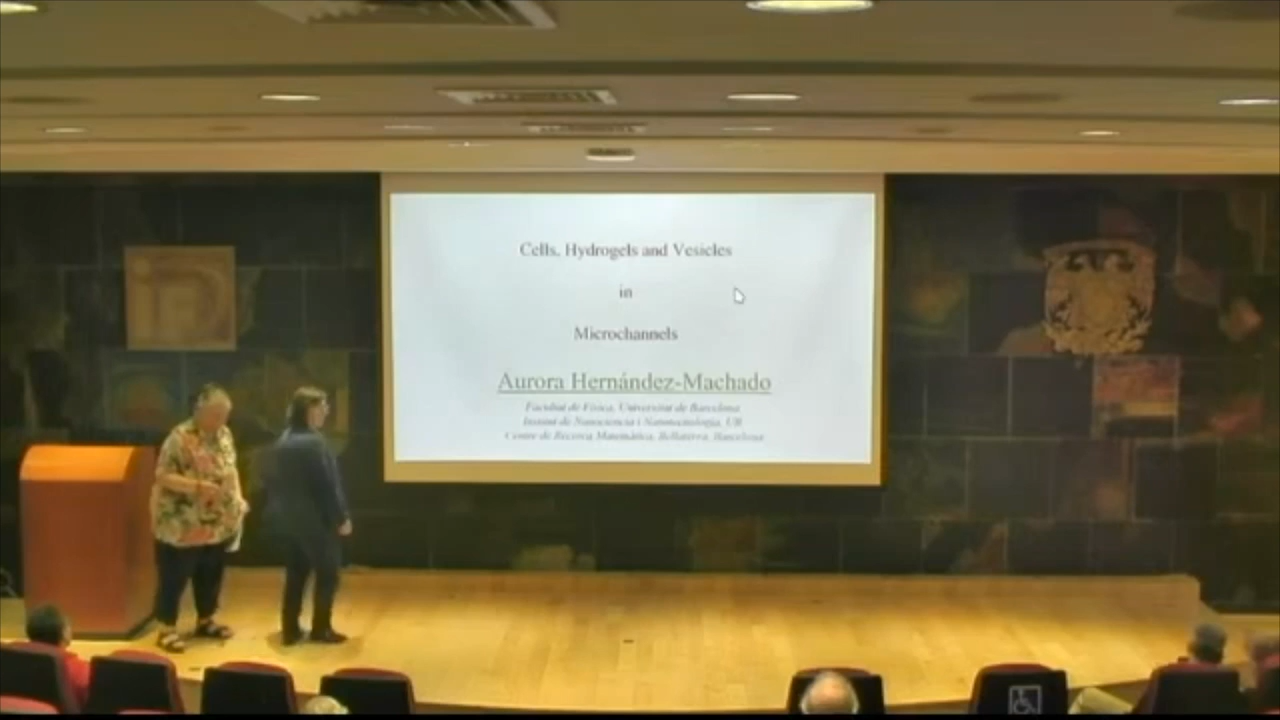 Cells, Hydrogels and Vesicles
in
Microchannels
Aurora Hernández-Machado
Facultat de Física, Universitat de Barcelona
Institut de Nanociencia i Nanotecnologia, UB
Centre de Recerca Matemàtica, Bellaterra, Barcelona